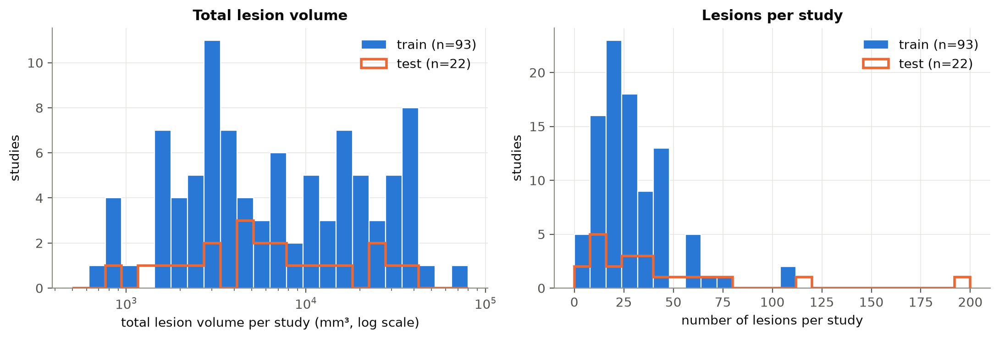 Total lesion volume
train (n=93)
test (n=22)
studies
10
8
6
4
2
0
10³ 10⁴ 10⁵
total lesion volume per study (mm³, log scale)
Lesions per study
train (n=93)
test (n=22)
studies
20
15
10
5
0
0 25 50 75 100 125 150 175 200
number of lesions per study